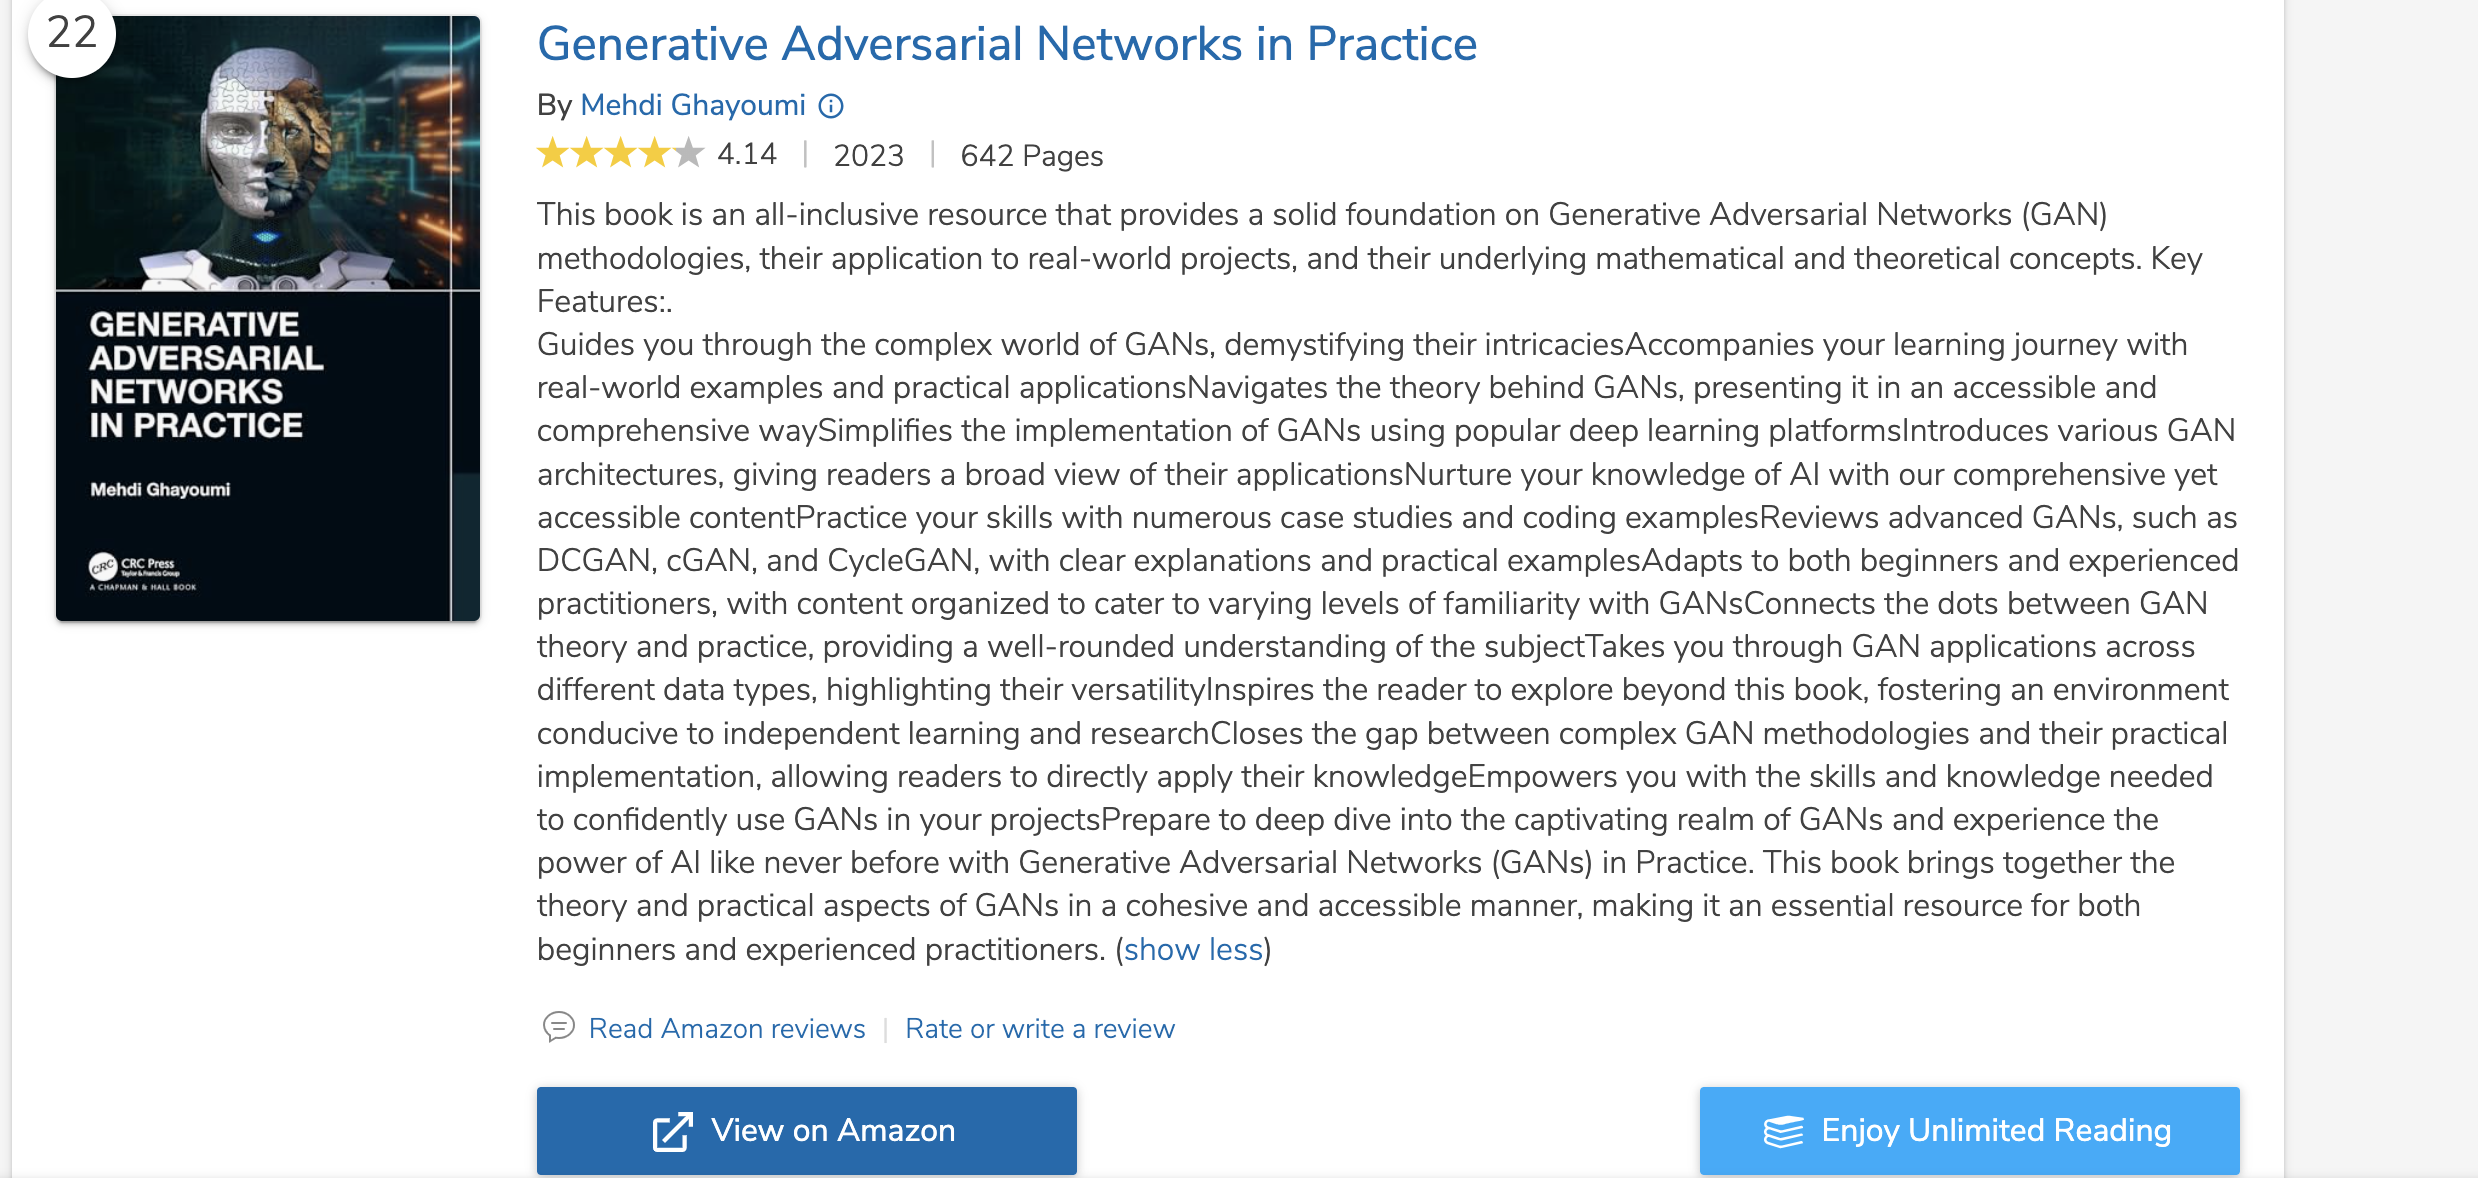 22
GENERATIVE
ADVERSARIAL
NETWORKS
IN PRACTICE
Mehdi Ghayoumi
CRC
CRC Press
Taylor & Francis Group
A CHAPMAN & HALL BOOK
Generative Adversarial Networks in Practice
By Mehdi Ghayoumi
4.14 | 2023 | 642 Pages
This book is an all-inclusive resource that provides a solid foundation on Generative Adversarial Networks (GAN)
methodologies, their application to real-world projects, and their underlying mathematical and theoretical concepts. Key
Features:.
Guides you through the complex world of GANs, demystifying their intricaciesAccompanies your learning journey with
real-world examples and practical applicationsNavigates the theory behind GANs, presenting it in an accessible and
comprehensive waySimplifies the implementation of GANs using popular deep learning platformsIntroduces various GAN
architectures, giving readers a broad view of their applicationsNurture your knowledge of AI with our comprehensive yet
accessible contentPractice your skills with numerous case studies and coding examplesReviews advanced GANs, such as
DCGAN, cGAN, and CycleGAN, with clear explanations and practical examplesAdapts to both beginners and experienced
practitioners, with content organized to cater to varying levels of familiarity with GANsConnects the dots between GAN
theory and practice, providing a well-rounded understanding of the subjectTakes you through GAN applications across
different data types, highlighting their versatilityInspires the reader to explore beyond this book, fostering an environment
conducive to independent learning and researchCloses the gap between complex GAN methodologies and their practical
implementation, allowing readers to directly apply their knowledgeEmpowers you with the skills and knowledge needed
to confidently use GANs in your projectsPrepare to deep dive into the captivating realm of GANs and experience the
power of AI like never before with Generative Adversarial Networks (GANs) in Practice. This book brings together the
theory and practical aspects of GANs in a cohesive and accessible manner, making it an essential resource for both
beginners and experienced practitioners. (show less)
Read Amazon reviews | Rate or write a review
View on Amazon
Enjoy Unlimited Reading